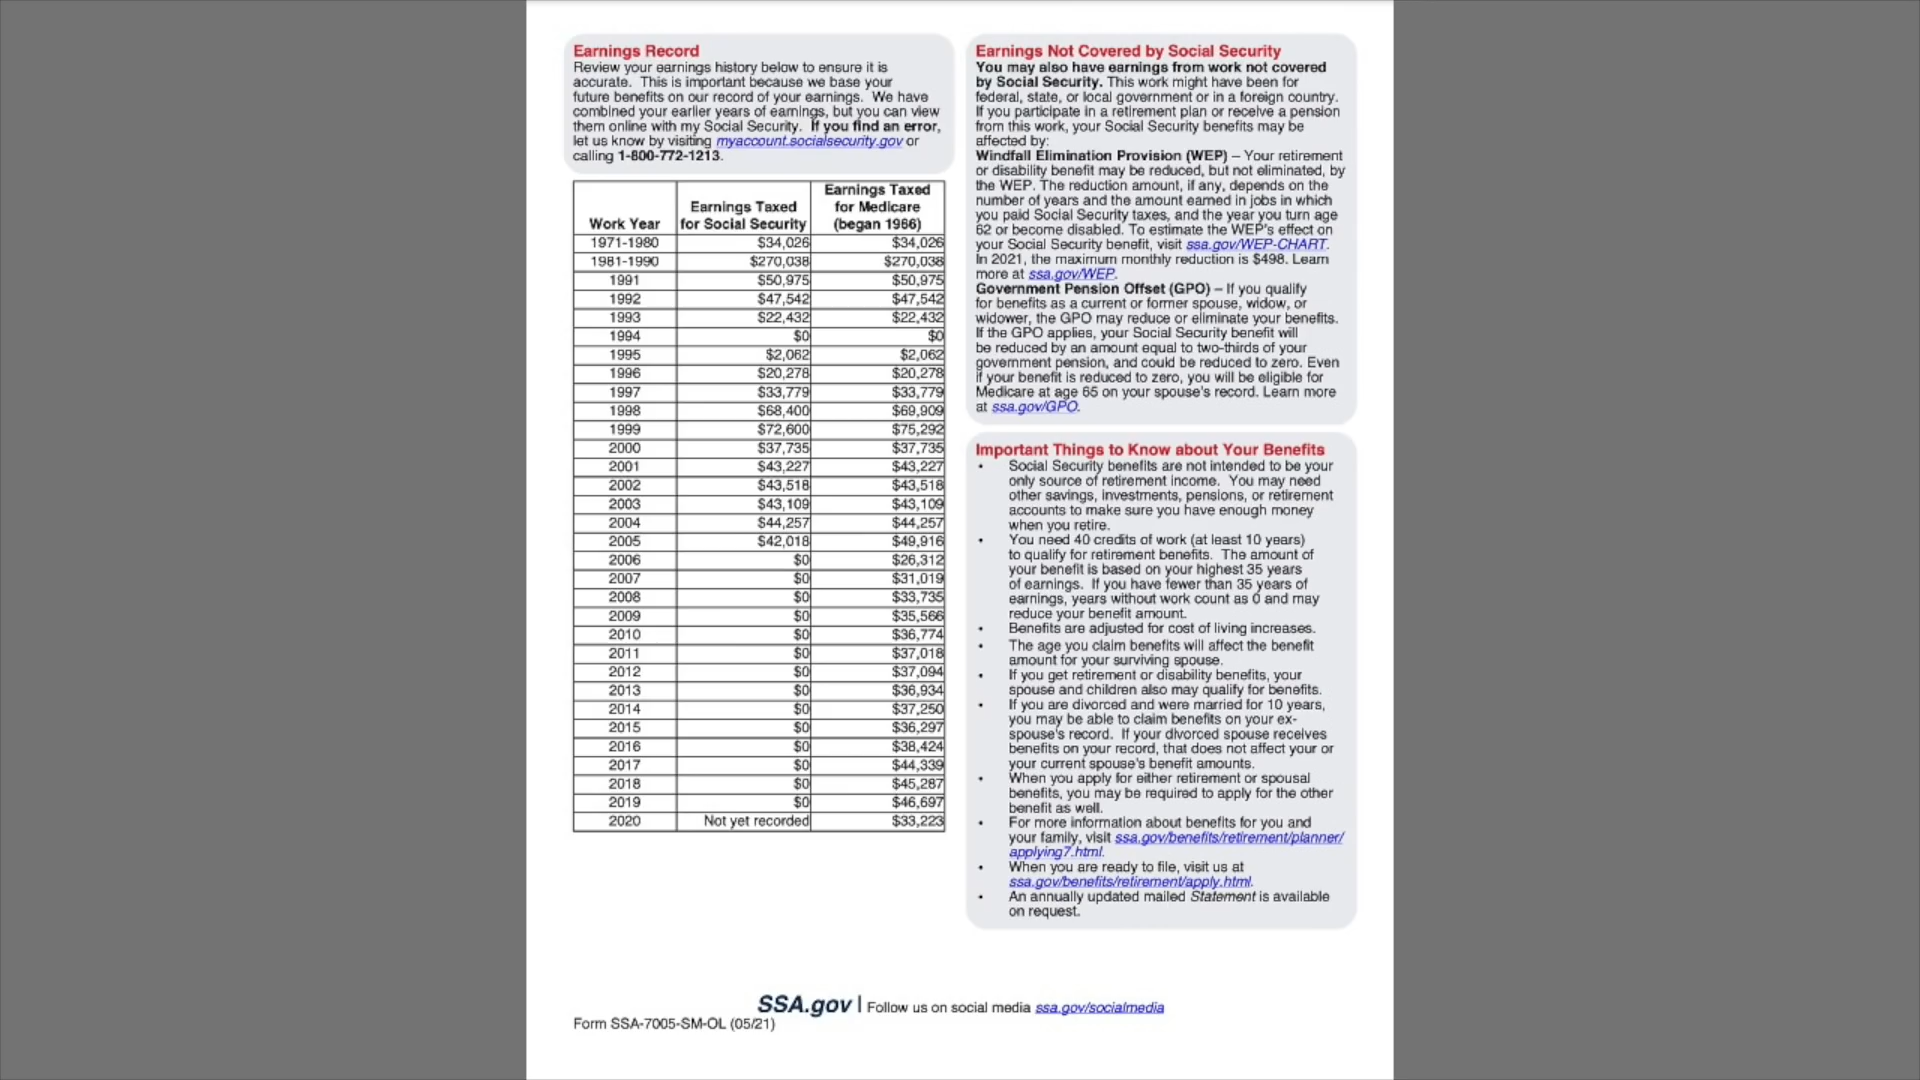 Earnings Record
Review your earnings history below to ensure it is
accurate. This is important because we base your
future benefits on our record of your earnings. We have
combined your earlier years of earnings, but you can view
them online with my Social Security. If you find an error,
let us know by visiting myaccount.socialsecurity.gov or
calling 1-800-772-1213.
Work Year | Earnings Taxed for Social Security | Earnings Taxed for Medicare (began 1966)
1971-1980 $34,026 $34,026
1981-1990 $270,038 $270,038
1991 $50,975 $50,975
1992 $47,542 $47,542
1993 $22,432 $22,432
1994 $0 $0
1995 $2,062 $2,062
1996 $20,278 $20,278
1997 $33,779 $33,779
1998 $68,400 $69,909
1999 $72,600 $75,292
2000 $37,735 $37,735
2001 $43,227 $43,227
2002 $43,518 $43,518
2003 $43,109 $43,109
2004 $44,257 $44,257
2005 $42,018 $49,916
2006 $0 $26,312
2007 $0 $31,019
2008 $0 $33,735
2009 $0 $35,566
2010 $0 $36,774
2011 $0 $37,018
2012 $0 $37,094
2013 $0 $36,934
2014 $0 $37,250
2015 $0 $36,297
2016 $0 $38,424
2017 $0 $44,339
2018 $0 $45,287
2019 $0 $46,697
2020 Not yet recorded $33,223
Earnings Not Covered by Social Security
You may also have earnings from work not covered
by Social Security. This work might have been for
federal, state, or local government or in a foreign country.
If you participate in a retirement plan or receive a pension
from this work, your Social Security benefits may be
affected by:
Windfall Elimination Provision (WEP) – Your retirement
or disability benefit may be reduced, but not eliminated, by
the WEP. The reduction amount, if any, depends on the
number of years and the amount earned in jobs in which
you paid Social Security taxes, and the year you turn age
62 or become disabled. To estimate the WEP's effect on
your Social Security benefit, visit ssa.gov/WEP-CHART.
In 2021, the maximum monthly reduction is $498. Learn
more at ssa.gov/WEP.
Government Pension Offset (GPO) – If you qualify
for benefits as a current or former spouse, widow, or
widower, the GPO may reduce or eliminate your benefits.
If the GPO applies, your Social Security benefit will
be reduced by an amount equal to two-thirds of your
government pension, and could be reduced to zero. Even
if your benefit is reduced to zero, you will be eligible for
Medicare at age 65 on your spouse's record. Learn more
at ssa.gov/GPO.
Important Things to Know about Your Benefits
• Social Security benefits are not intended to be your
only source of retirement income. You may need
other savings, investments, pensions, or retirement
accounts to make sure you have enough money
when you retire.
• You need 40 credits of work (at least 10 years)
to qualify for retirement benefits. The amount of
your benefit is based on your highest 35 years
of earnings. If you have fewer than 35 years of
earnings, years without work count as 0 and may
reduce your benefit amount.
• Benefits are adjusted for cost of living increases.
• The age you claim benefits will affect the benefit
amount for your surviving spouse.
• If you get retirement or disability benefits, your
spouse and children also may qualify for benefits.
• If you are divorced and were married for 10 years,
you may be able to claim benefits on your ex-
spouse's record. If your divorced spouse receives
benefits on your record, that does not affect your or
your current spouse's benefit amounts.
• When you apply for either retirement or spousal
benefits, you may be required to apply for the other
benefit as well.
• For more information about benefits for you and
your family, visit ssa.gov/benefits/retirement/planner/
applying7.html.
• When you are ready to file, visit us at
ssa.gov/benefits/retirement/apply.html.
• An annually updated mailed Statement is available
on request.
SSA.gov | Follow us on social media ssa.gov/socialmedia
Form SSA-7005-SM-OL (05/21)